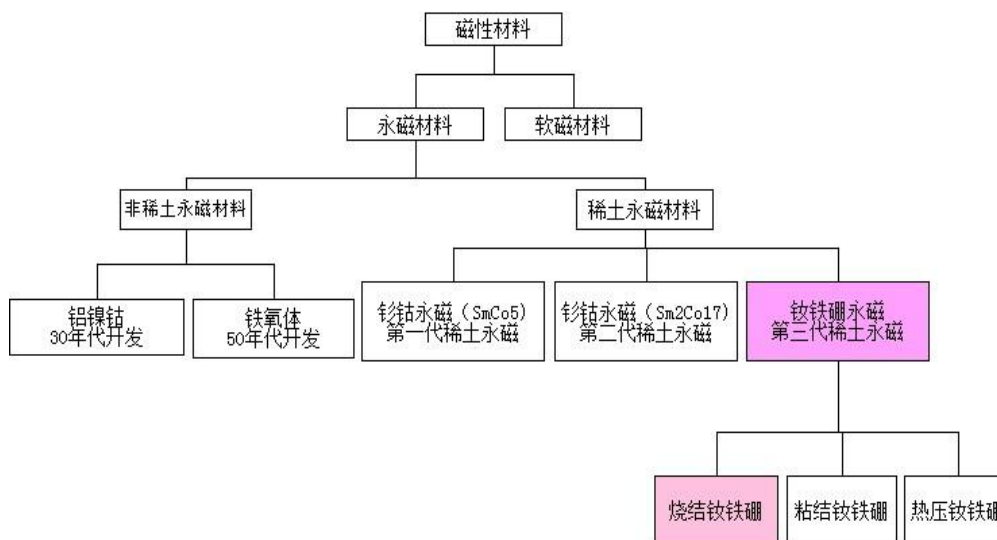 磁性材料
永磁材料
软磁材料
非稀土永磁材料
稀土永磁材料
铝镍钴
30年代开发
铁氧体
50年代开发
钐钴永磁(SmCo5)
第一代稀土永磁
钐钴永磁(Sm2Co17)
第二代稀土永磁
钕铁硼永磁
第三代稀土永磁
烧结钕铁硼
粘结钕铁硼
热压钕铁硼